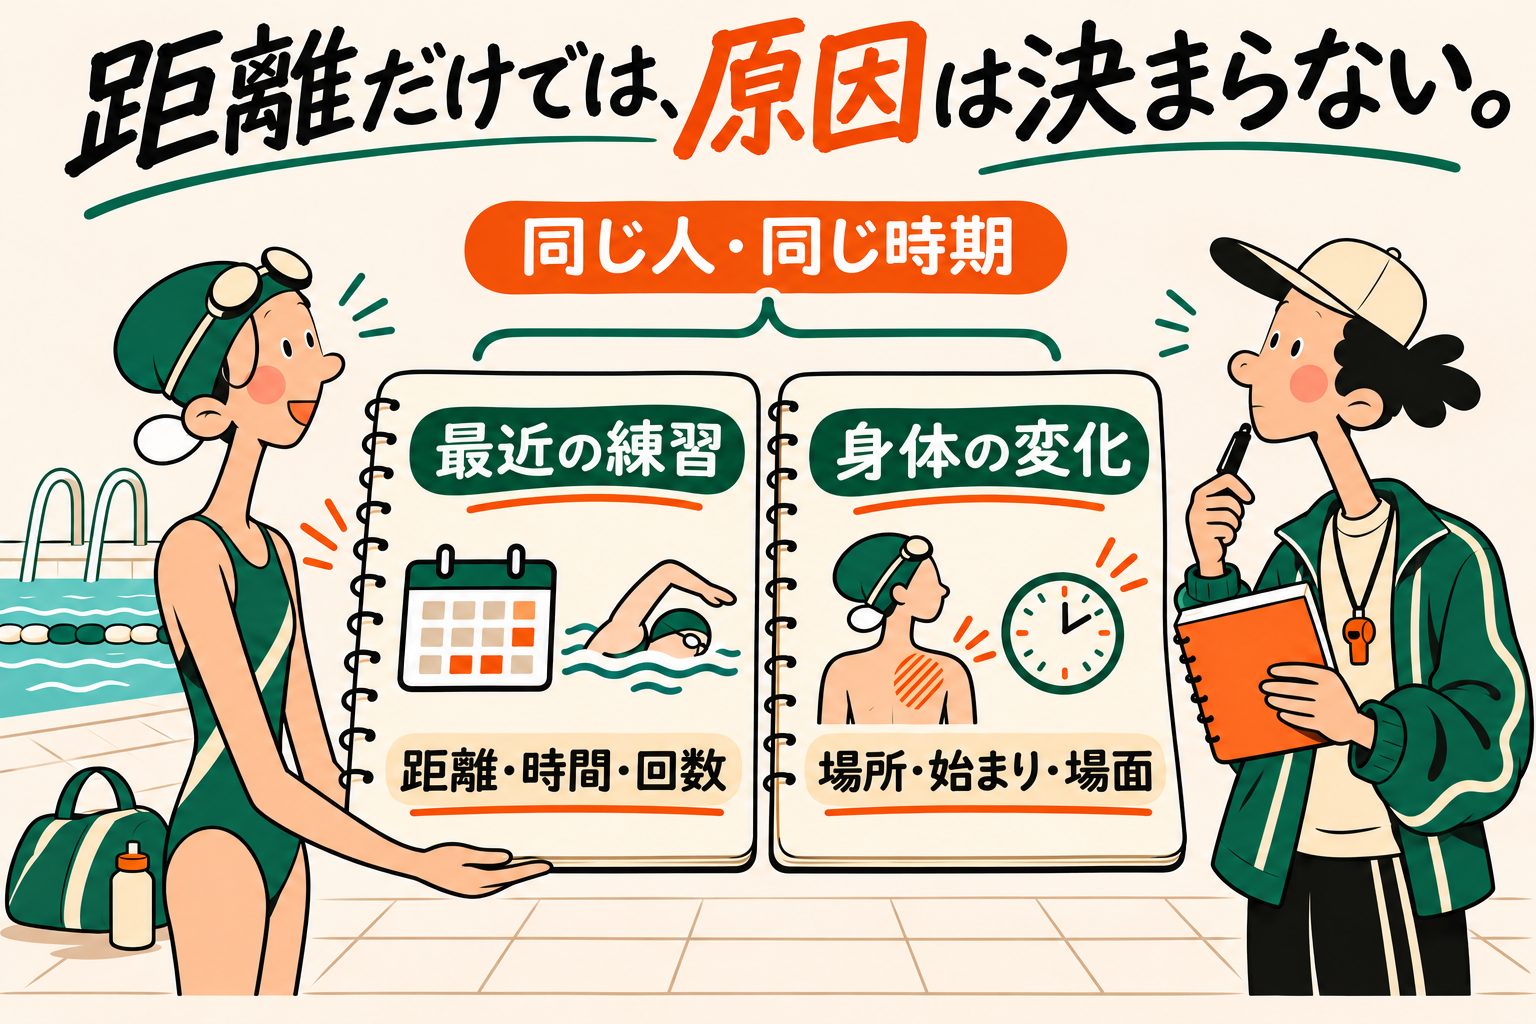 距離だけでは、原因は決まらない。
同じ人・同じ時期
最近の練習
距離・時間・回数
身体の変化
場所・始まり・場面